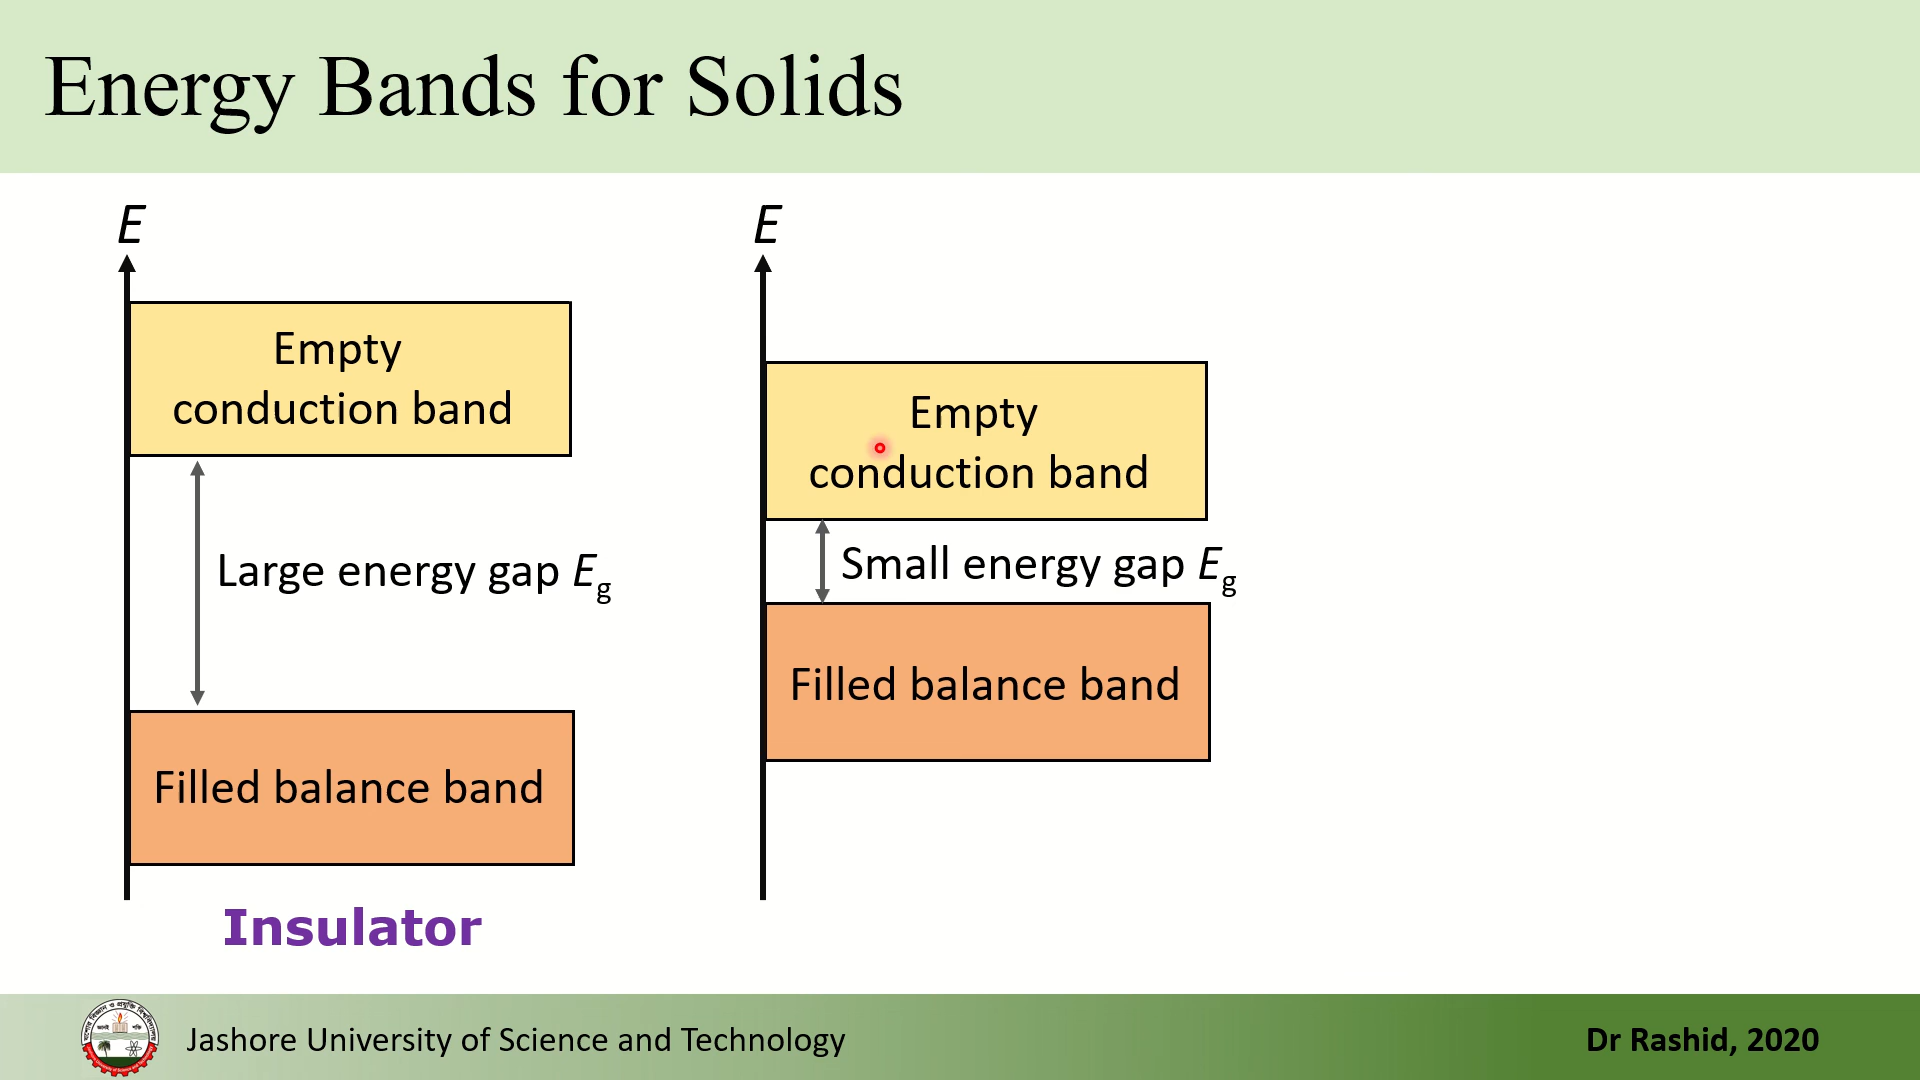 Energy Bands for Solids
E
Empty
conduction band
Large energy gap Eg
Filled balance band
Insulator
E
Empty
conduction band
Small energy gap Eg
Filled balance band
Jashore University of Science and Technology
Dr Rashid, 2020